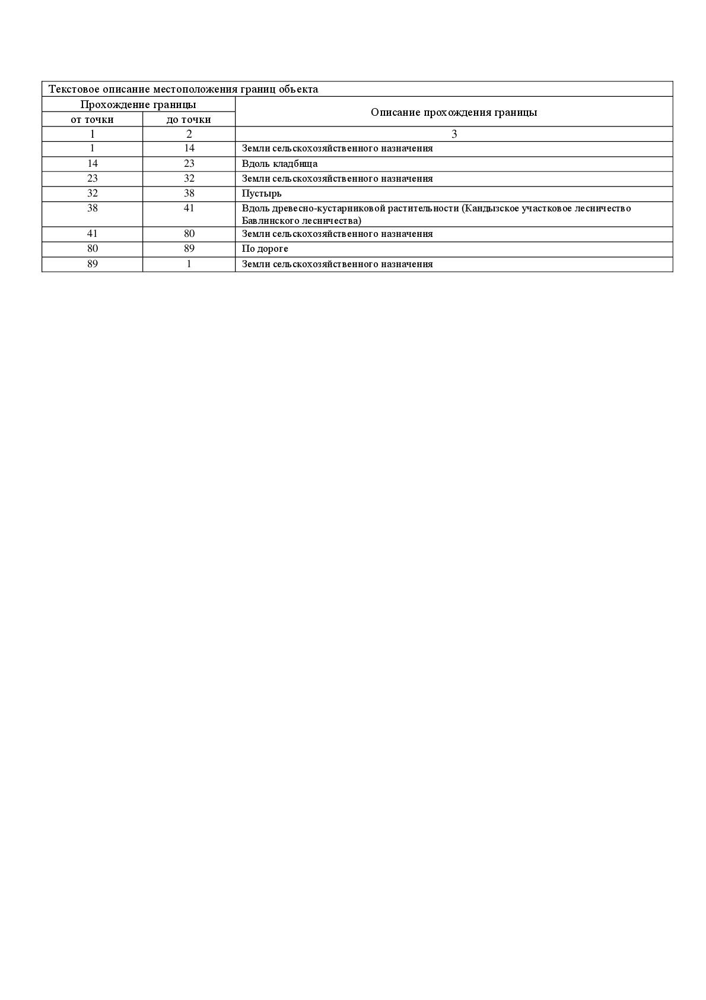 Текстовое описание местоположения границ объекта
Прохождение границы
Описание прохождения границы
от точки до точки
1 2 3
1 14 Земли сельскохозяйственного назначения
14 23 Вдоль кладбища
23 32 Земли сельскохозяйственного назначения
32 38 Пустырь
38 41 Вдоль древесно-кустарниковой растительности (Кандызское участковое лесничество
Бавлинского лесничества)
41 80 Земли сельскохозяйственного назначения
80 89 По дороге
89 1 Земли сельскохозяйственного назначения